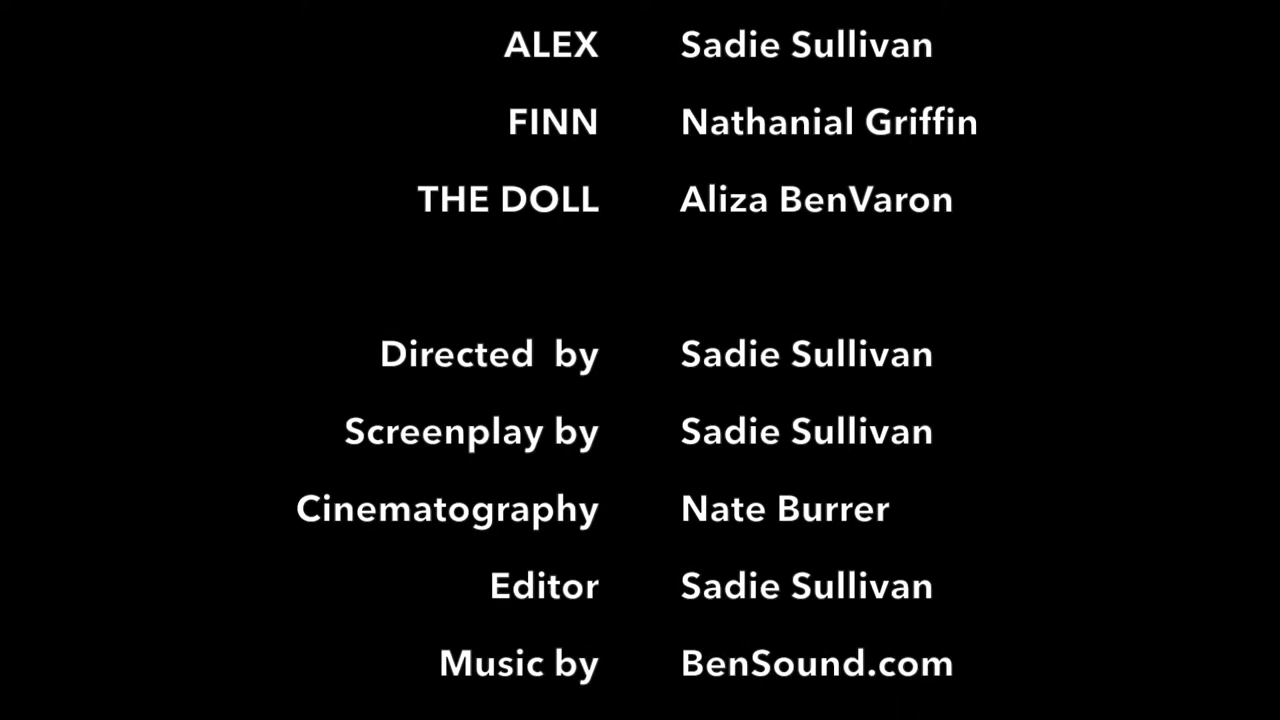 ALEX Sadie Sullivan
FINN Nathanial Griffin
THE DOLL Aliza BenVaron
Directed  by Sadie Sullivan
Screenplay by Sadie Sullivan
Cinematography Nate Burrer
Editor Sadie Sullivan
Music by BenSound.com